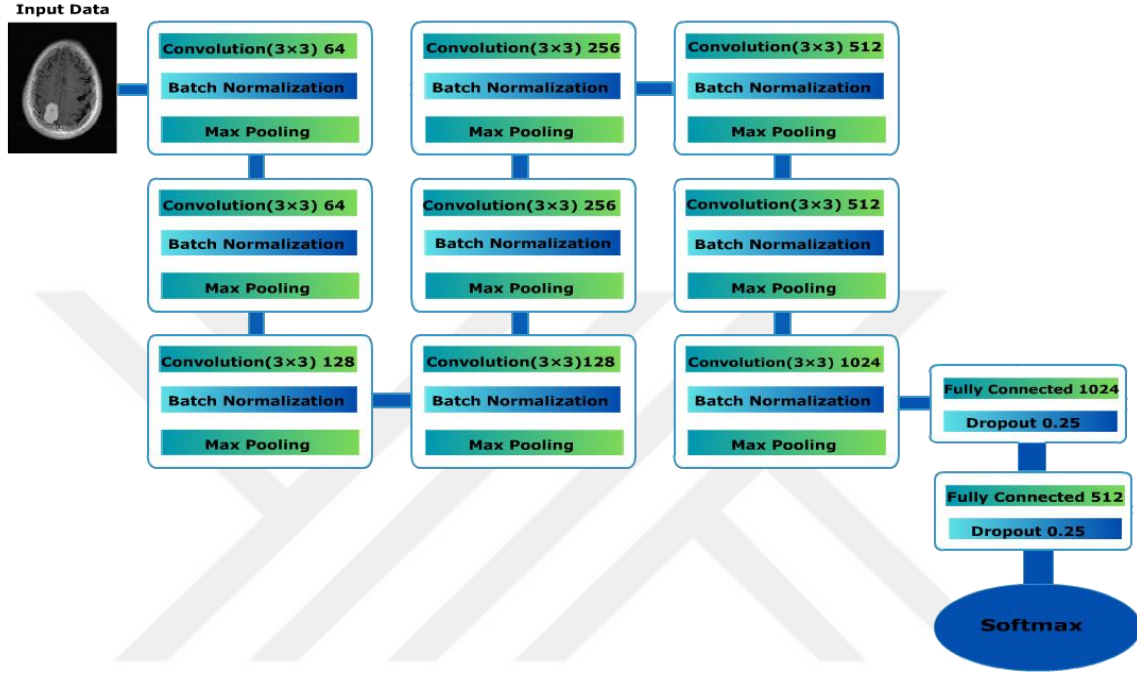 Input Data
Convolution(3×3) 64
Batch Normalization
Max Pooling
Convolution(3×3) 64
Batch Normalization
Max Pooling
Convolution(3×3) 128
Batch Normalization
Max Pooling
Convolution(3×3)128
Batch Normalization
Max Pooling
Convolution(3×3) 256
Batch Normalization
Max Pooling
Convolution(3×3) 256
Batch Normalization
Max Pooling
Convolution(3×3) 512
Batch Normalization
Max Pooling
Convolution(3×3) 512
Batch Normalization
Max Pooling
Convolution(3×3) 1024
Batch Normalization
Max Pooling
Fully Connected 1024
Dropout 0.25
Fully Connected 512
Dropout 0.25
Softmax